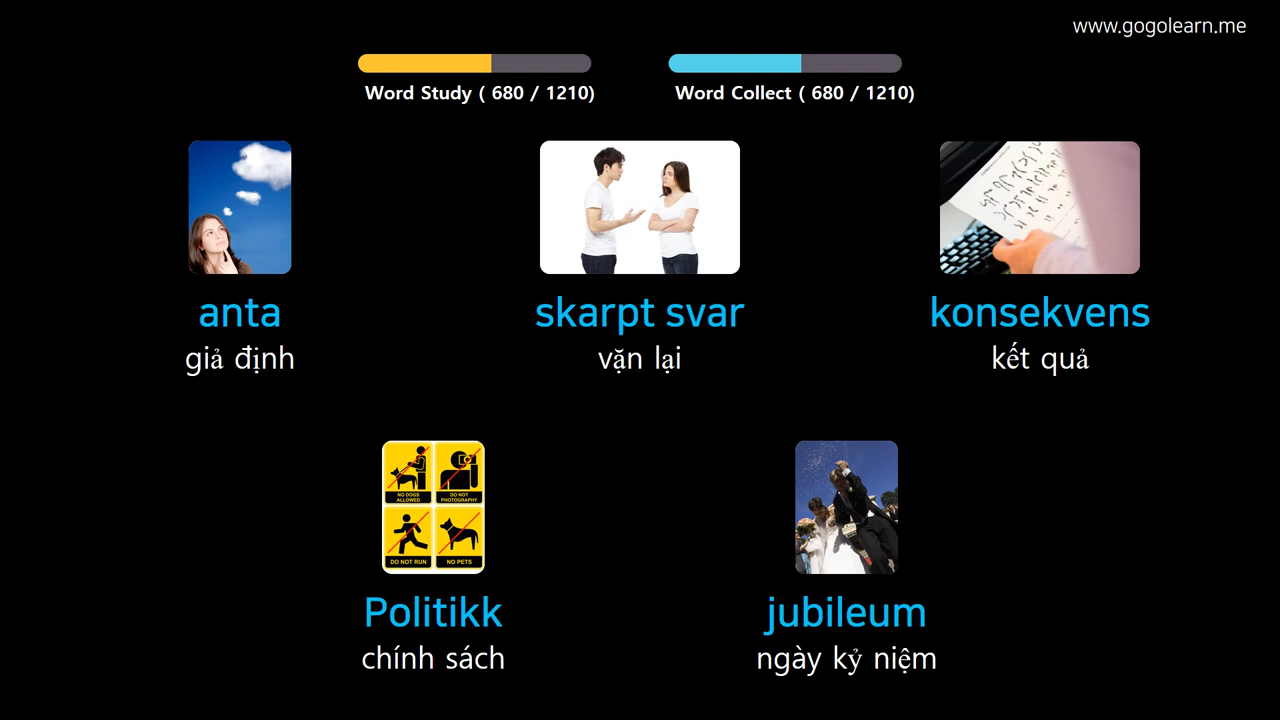 www.gogolearn.me
Word Study ( 680 / 1210)
Word Collect ( 680 / 1210)
anta
giả định
skarpt svar
vặn lại
konsekvens
kết quả
NO DOGS
ALLOWED
DO NOT
PHOTOGRAPHY
DO NOT RUN
NO PETS
Politikk
chính sách
jubileum
ngày kỷ niệm